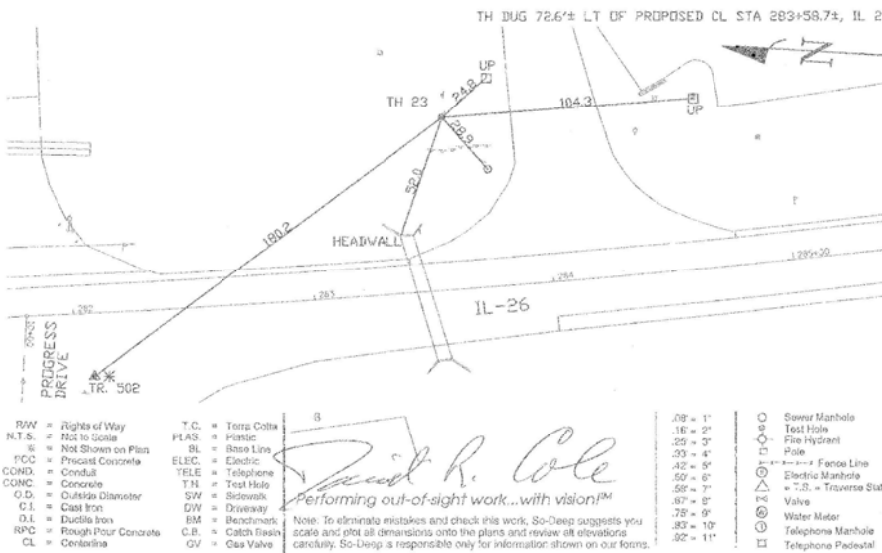 TH DUG 72.6'± LT OF PROPOSED CL STA 283+58.7±, IL 2
UP
24.8
TH 23
104.3
UP
28.9
52.0
180.2
HEADWALL
285+00
284
283
282
IL-26
PROGRESS
DRIVE
TR. 502
R/W = Rights of Way
N.T.S. = Not to Scale
= Not Shown on Plan
PCC = Precast Concrete
COND. = Conduit
CONC. = Concrete
O.D. = Outside Diameter
C.I. = Cast Iron
D.I. = Ductile Iron
RPC = Rough Pour Concrete
CL = Centerline
T.C. = Terra Cotta
PLAS. = Plastic
BL = Base Line
ELEC. = Electric
TELE = Telephone
T.H. = Test Hole
SW = Sidewalk
DW = Driveway
BM = Benchmark
C.B. = Catch Basin
GV = Gas Valve
David R. Cole
Performing out-of-sight work...with vision!℠
Note: To eliminate mistakes and check this work, So-Deep suggests you
scale and plot all dimensions onto the plans and review all elevations
carefully. So-Deep is responsible only for information shown on our forms.
.08' = 1"
.16' = 2"
.25' = 3"
.33' = 4"
.42' = 5"
.50' = 6"
.58' = 7"
.67' = 8"
.75' = 9"
.83' = 10"
.92' = 11"
Sewer Manhole
Test Hole
Fire Hydrant
Pole
Fence Line
Electric Manhole
= T.S. = Traverse Stat
Valve
Water Meter
Telephone Manhole
Telephone Pedestal